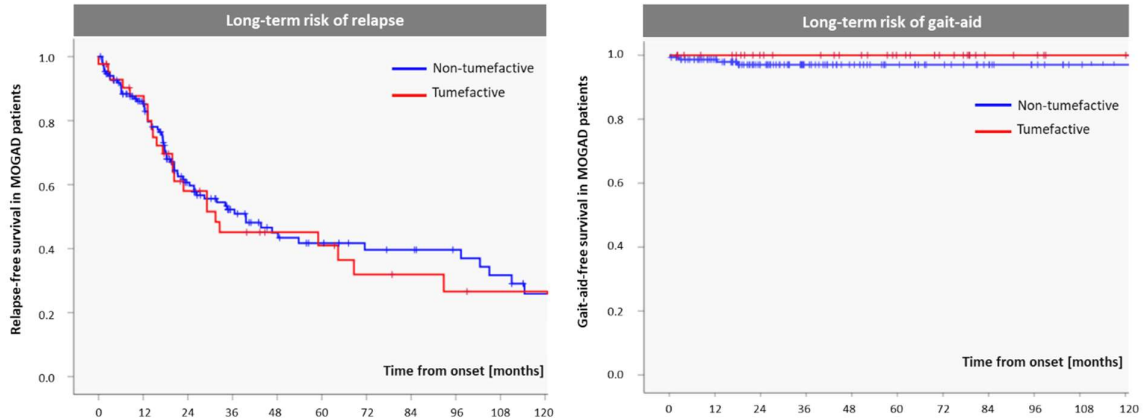 Long-term risk of relapse
Relapse-free survival in MOGAD patients
1.0
0.8
0.6
0.4
0.2
0.0
Non-tumefactive
Tumefactive
Time from onset [months]
0 12 24 36 48 60 72 84 96 108 120
Long-term risk of gait-aid
Gait-aid-free survival in MOGAD patients
1.0
0.8
0.6
0.4
0.2
0.0
Non-tumefactive
Tumefactive
Time from onset [months]
0 12 24 36 48 60 72 84 96 108 120